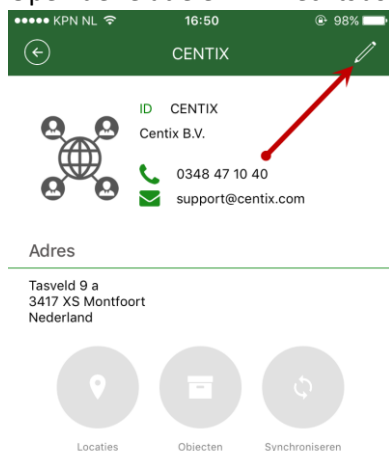 KPN NL 16:50 98%
CENTIX
ID CENTIX
Centix B.V.
0348 47 10 40
support@centix.com
Adres
Tasveld 9 a
3417 XS Montfoort
Nederland
Locaties Objecten Synchroniseren